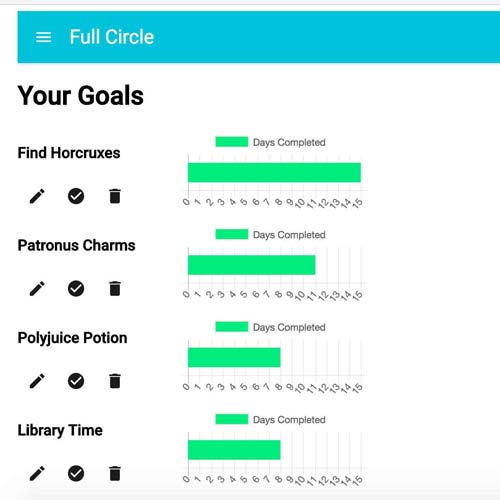 Full Circle
Your Goals
Find Horcruxes
Days Completed
0 1 2 3 4 5 6 7 8 9 10 11 12 13 14 15
Patronus Charms
Days Completed
0 1 2 3 4 5 6 7 8 9 10 11 12 13 14 15
Polyjuice Potion
Days Completed
0 1 2 3 4 5 6 7 8 9 10 11 12 13 14 15
Library Time
Days Completed
0 1 2 3 4 5 6 7 8 9 10 11 12 13 14 15